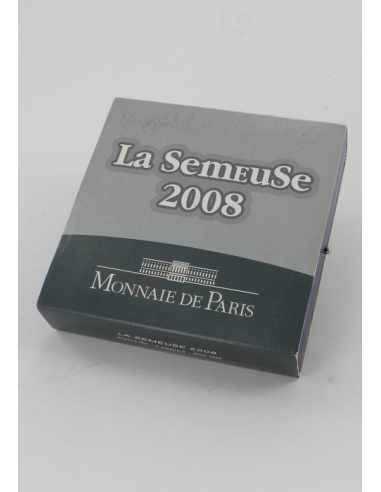 La SemeuSe
2008
MONNAIE DE PARIS
LA SEMEUSE 2008